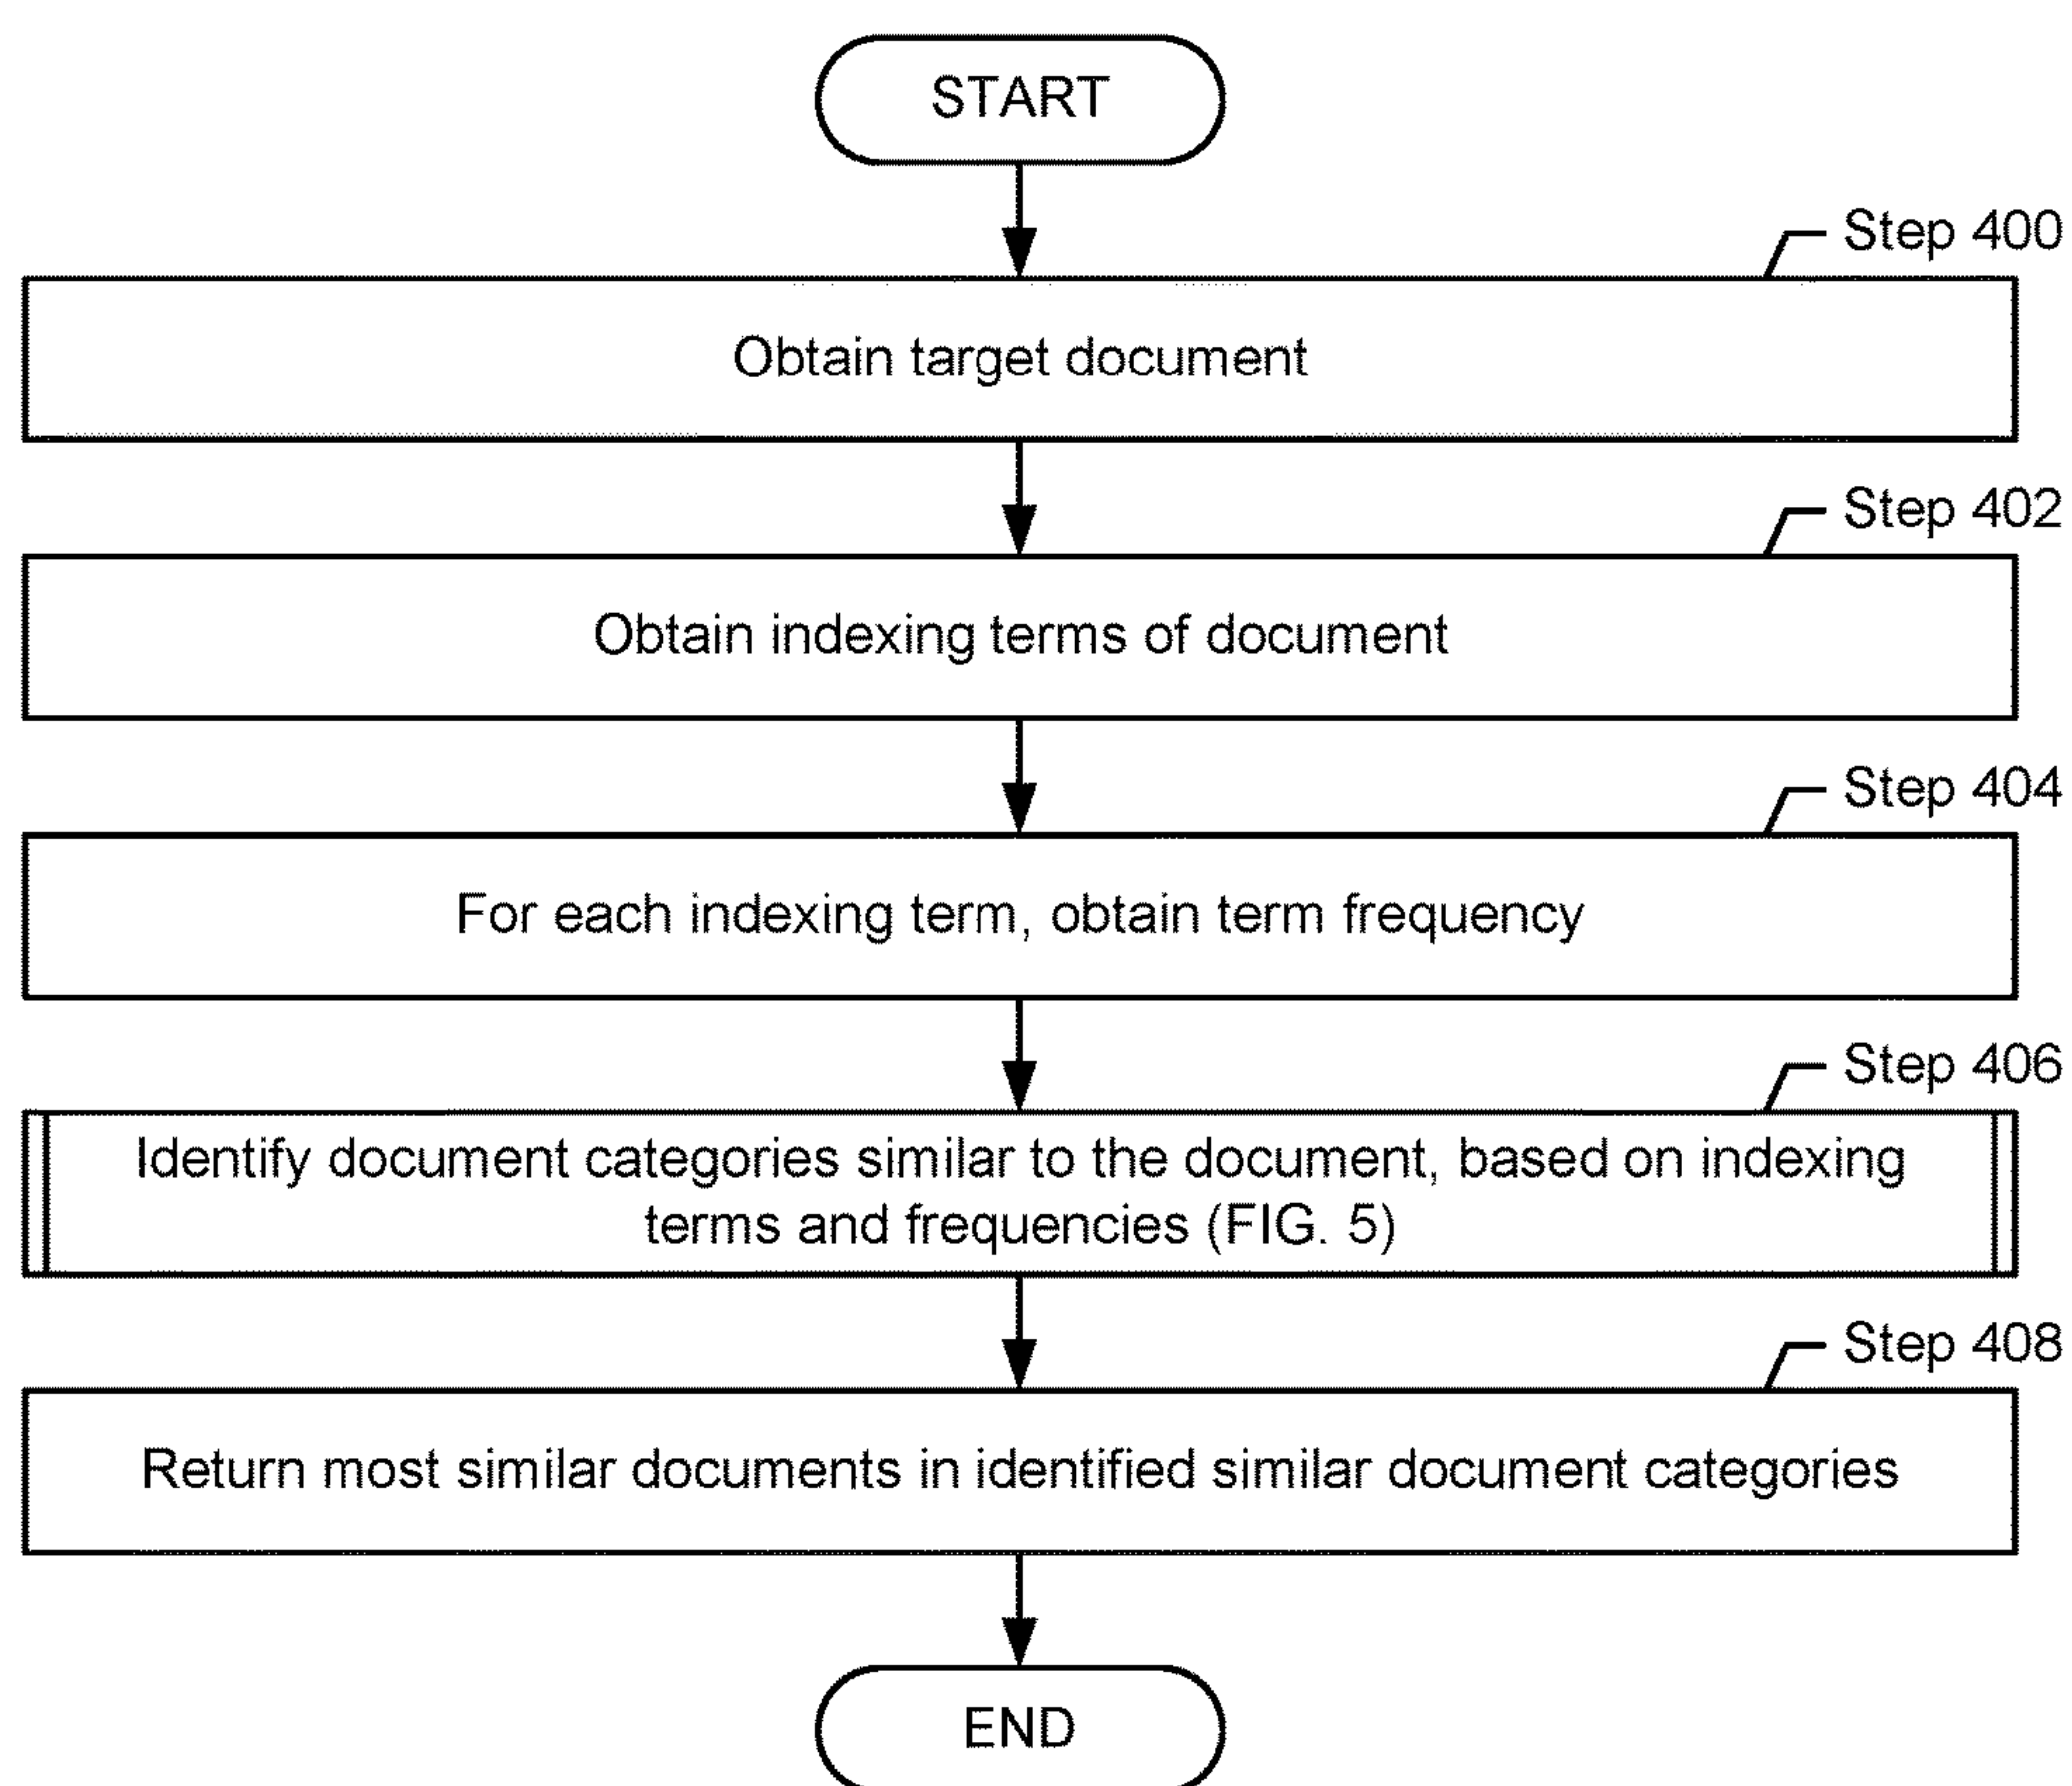 START
Step 400
Obtain target document
Step 402
Obtain indexing terms of document
Step 404
For each indexing term, obtain term frequency
Step 406
Identify document categories similar to the document, based on indexing
terms and frequencies (FIG. 5)
Step 408
Return most similar documents in identified similar document categories
END